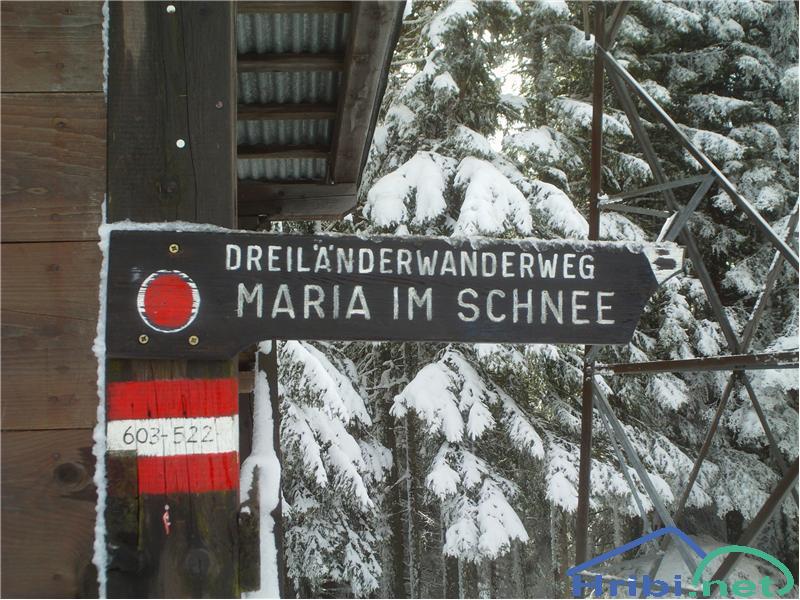 DREILÄNDERWANDERWEG
MARIA IM SCHNEE
603-522
Hribi.net